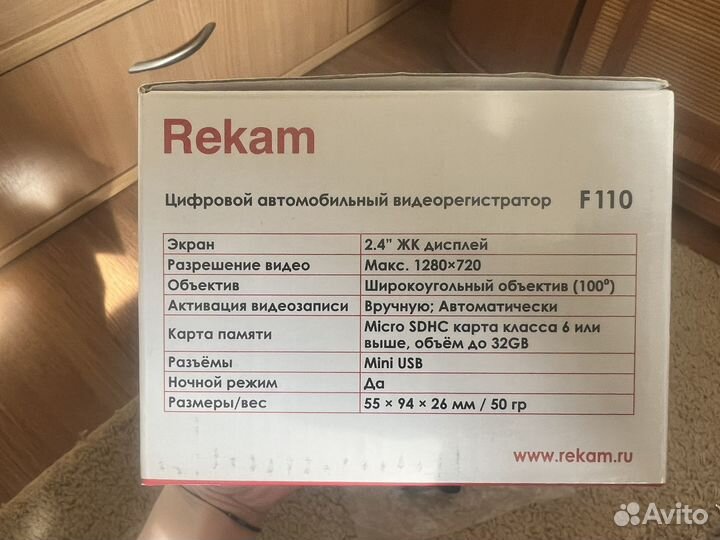 Rekam
Цифровой автомобильный видеорегистратор F110
Экран 2.4” ЖК дисплей
Разрешение видео Макс. 1280×720
Объектив Широкоугольный объектив (100⁰)
Активация видеозаписи Вручную; Автоматически
Карта памяти Micro SDHC карта класса 6 или
выше, объём до 32GB
Разъёмы Mini USB
Ночной режим Да
Размеры/вес 55 × 94 × 26 мм / 50 гр
www.rekam.ru
Avito